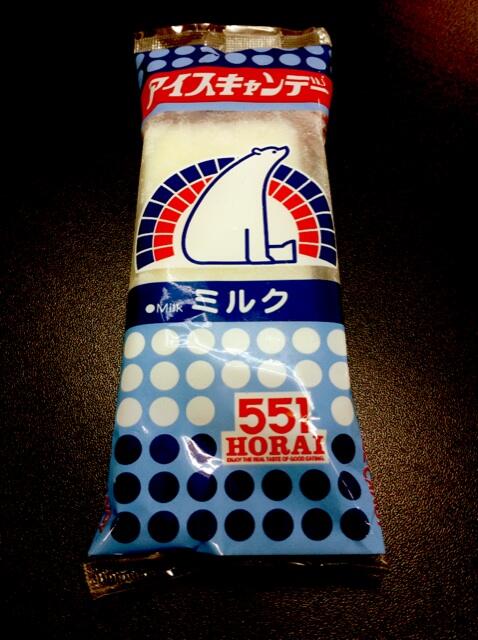 アイスキャンデー
●Milk ミルク
551
HORAI
ENJOY THE REAL TASTE OF GOOD EATING.